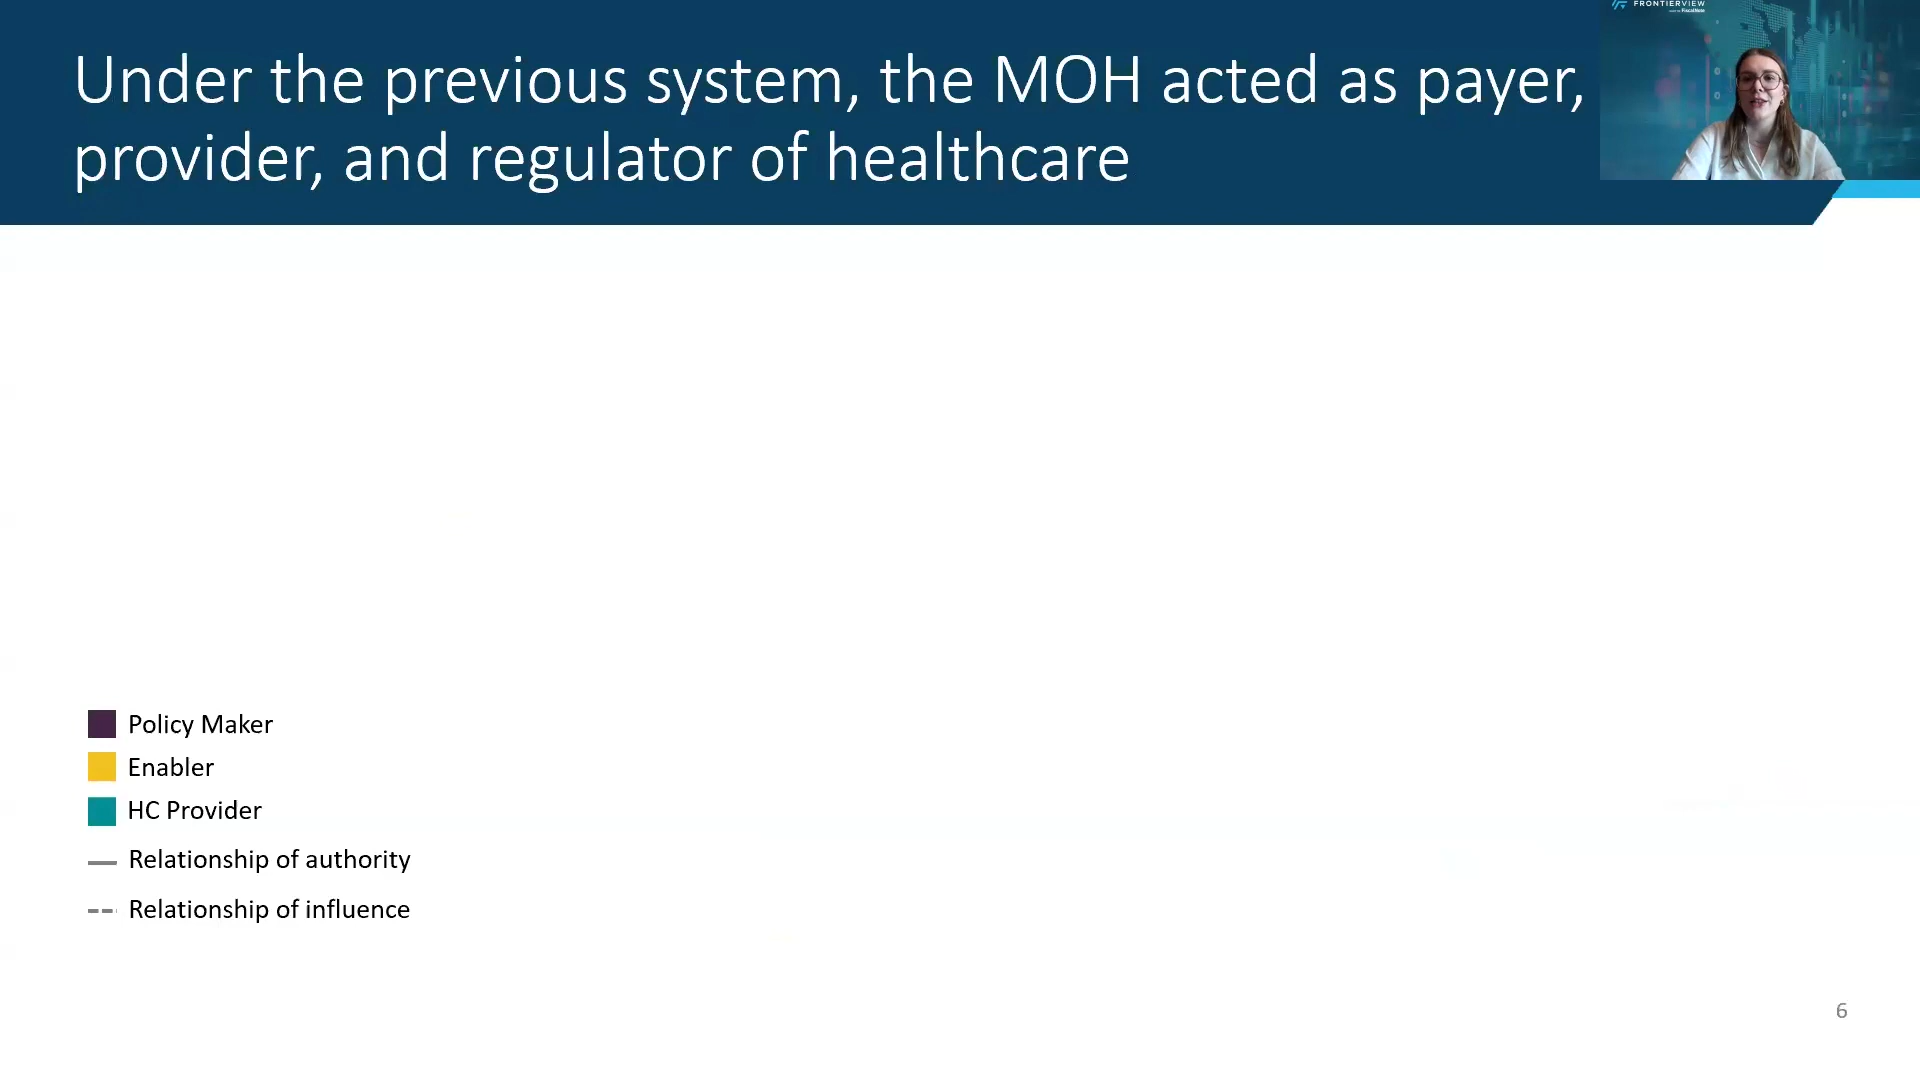 FRONTIERVIEW
Under the previous system, the MOH acted as payer,
provider, and regulator of healthcare
Policy Maker
Enabler
HC Provider
Relationship of authority
Relationship of influence
6